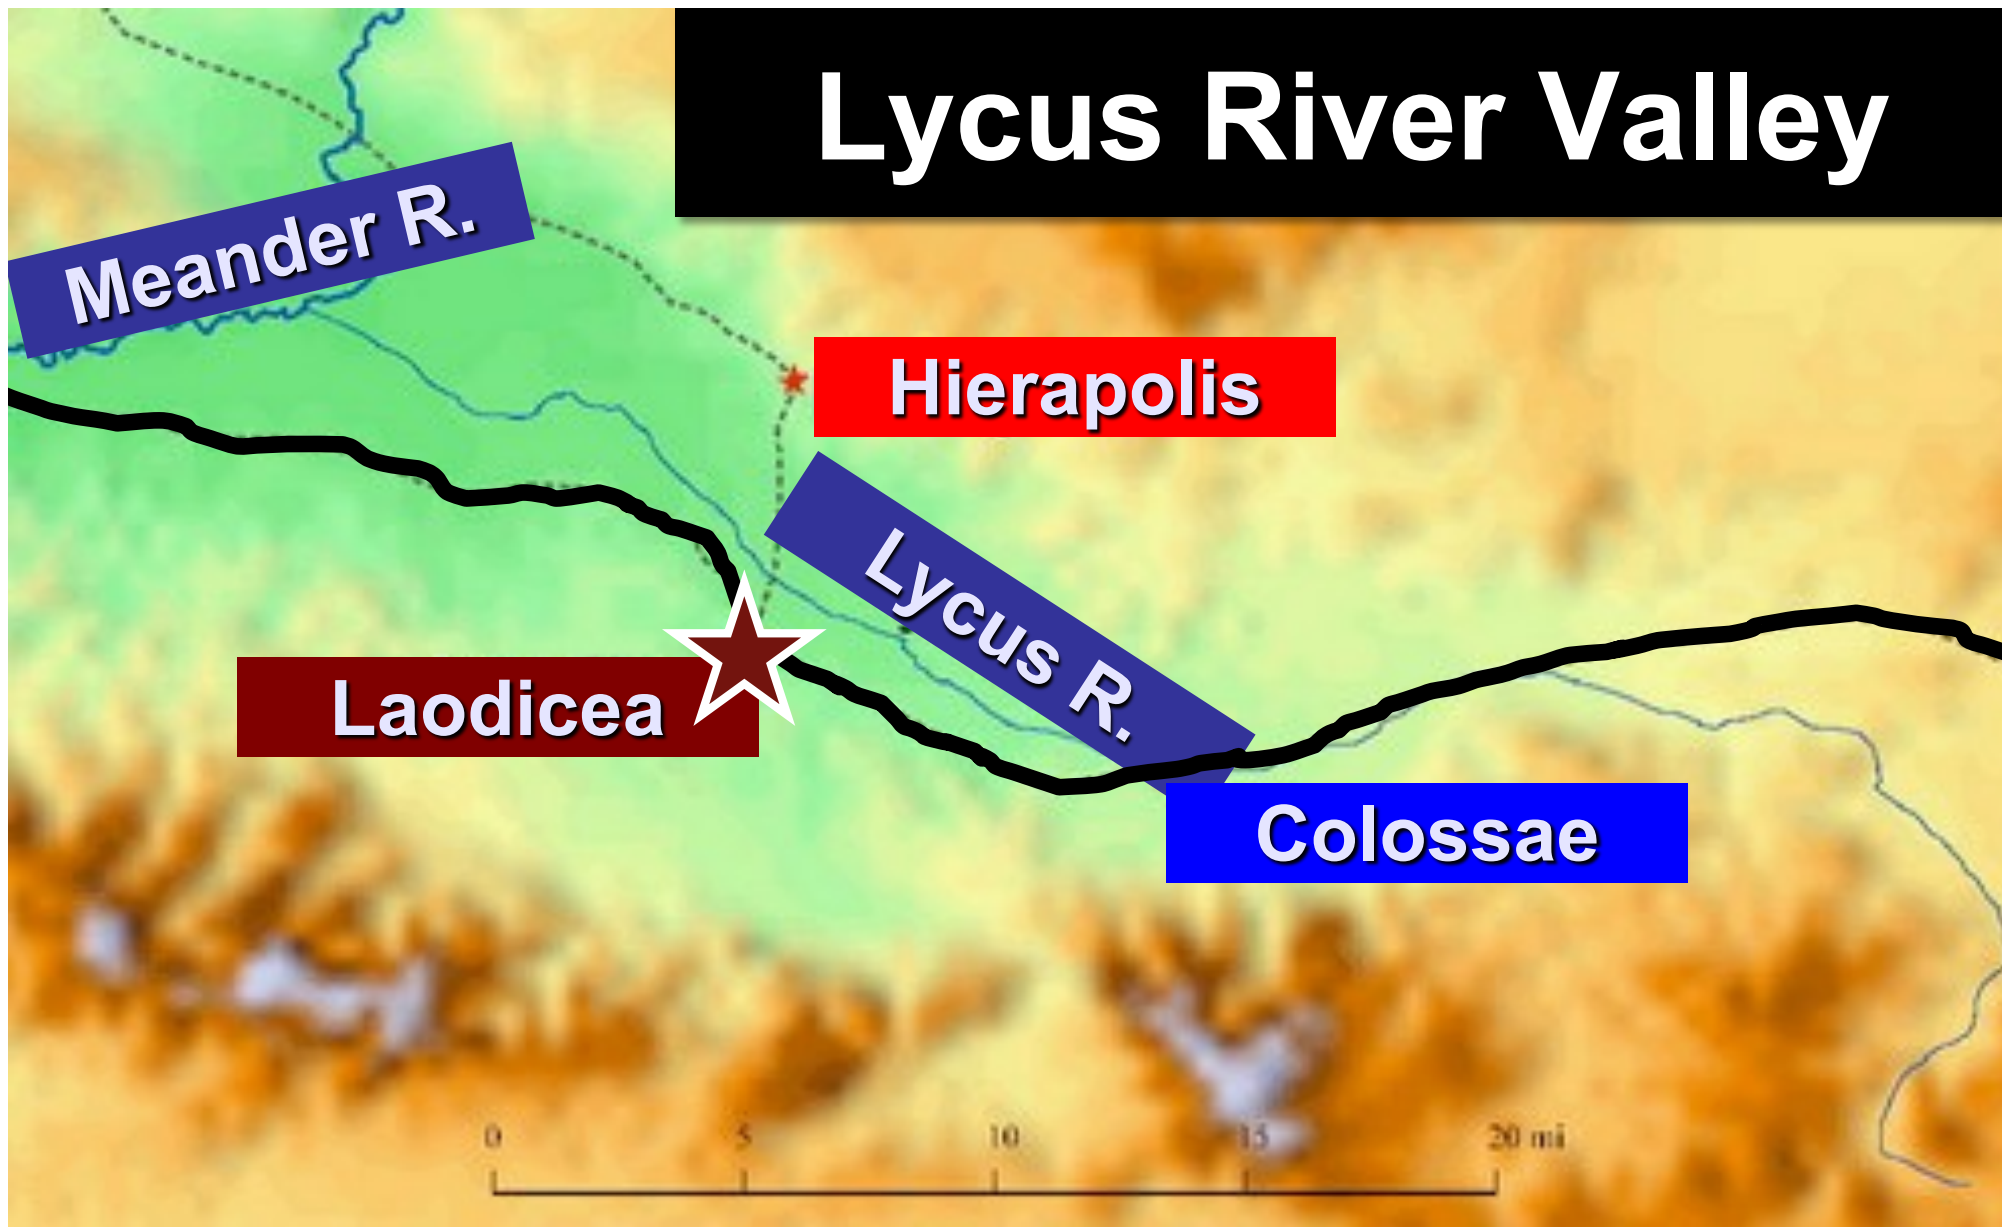 Lycus River Valley
Meander R.
Hierapolis
Lycus R.
Laodicea
Colossae
0 5 10 15 20 mi